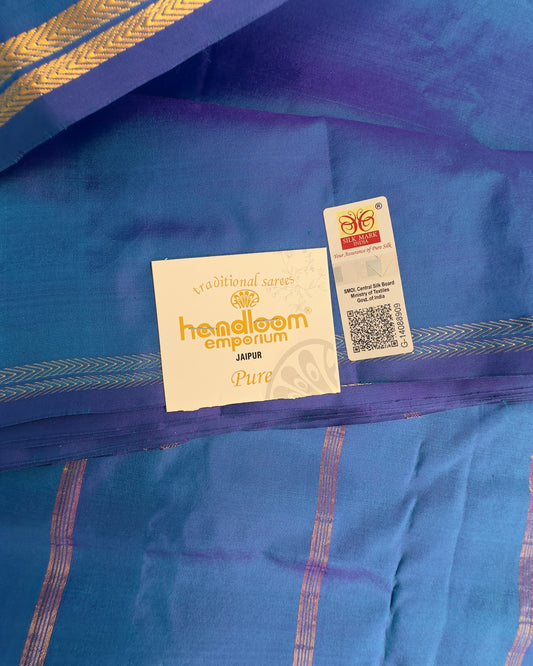 traditional sarees
handloom®
emporium
JAIPUR
Pure
®
SILK MARK
INDIA
Your Assurance of Pure Silk
SMOI, Central Silk Board
Ministry of Textiles
Govt. of India
G-14088909